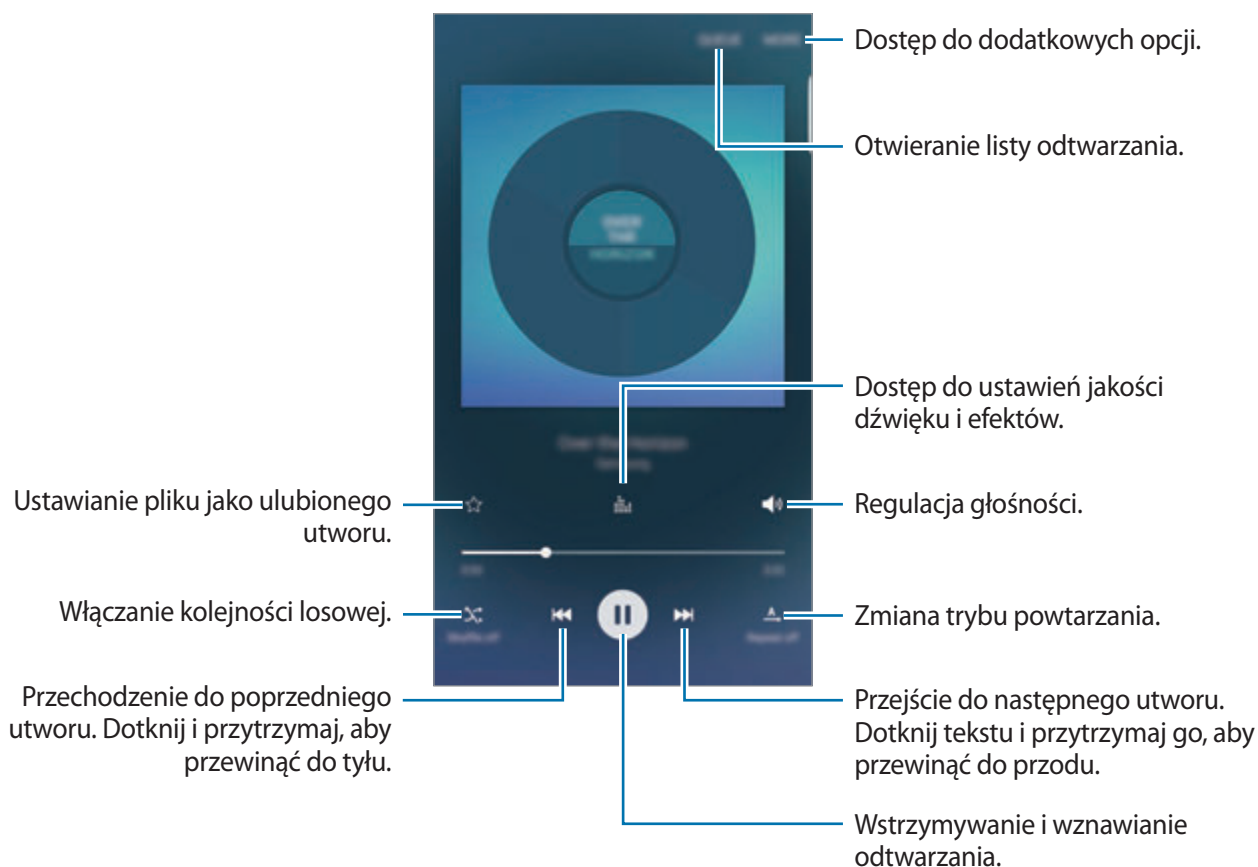 Dostęp do dodatkowych opcji.
Otwieranie listy odtwarzania.
Dostęp do ustawień jakości
dźwięku i efektów.
Ustawianie pliku jako ulubionego
utworu.
Regulacja głośności.
Włączanie kolejności losowej.
Zmiana trybu powtarzania.
Przechodzenie do poprzedniego
utworu. Dotknij i przytrzymaj, aby
przewinąć do tyłu.
Przejście do następnego utworu.
Dotknij tekstu i przytrzymaj go, aby
przewinąć do przodu.
Wstrzymywanie i wznawianie
odtwarzania.